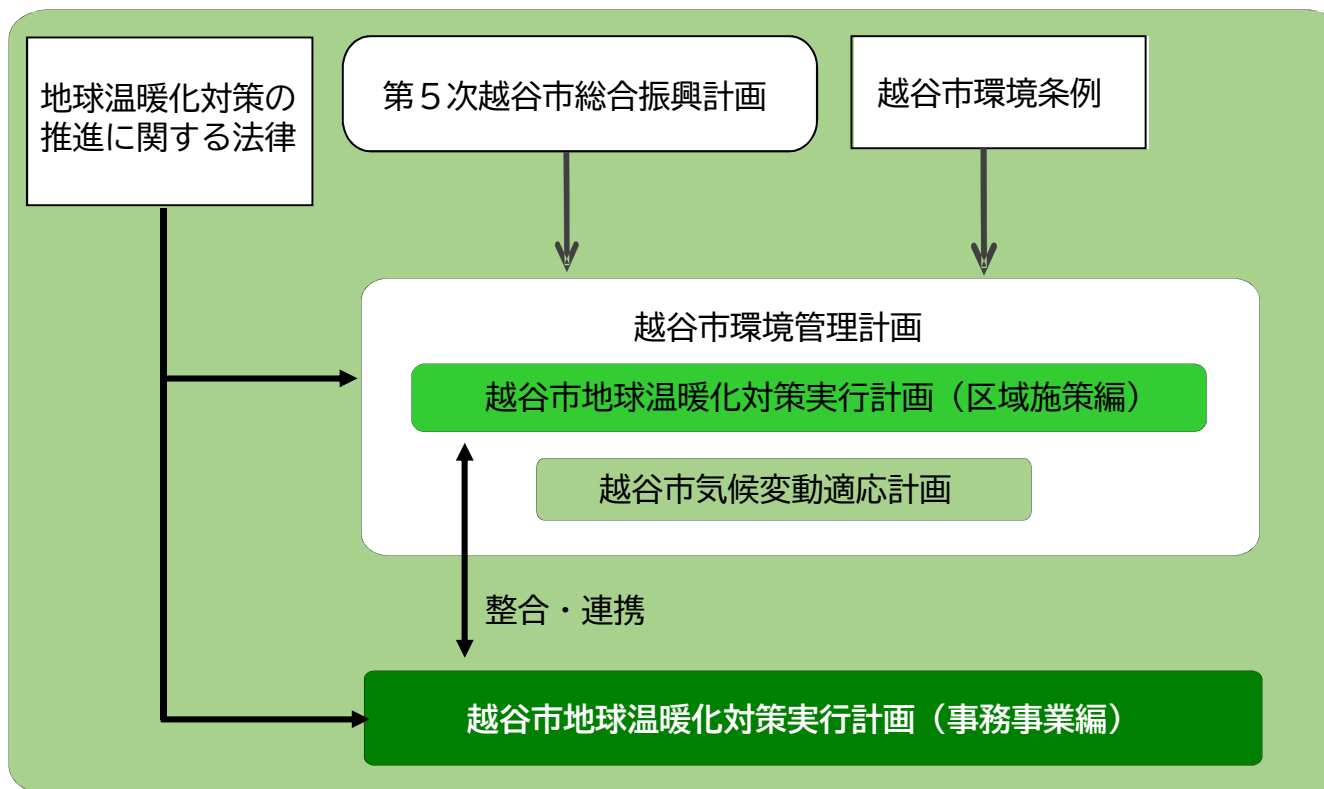 地球温暖化対策の
推進に関する法律
第５次越谷市総合振興計画
越谷市環境条例
越谷市環境管理計画
越谷市地球温暖化対策実行計画（区域施策編）
越谷市気候変動適応計画
整合・連携
越谷市地球温暖化対策実行計画（事務事業編）